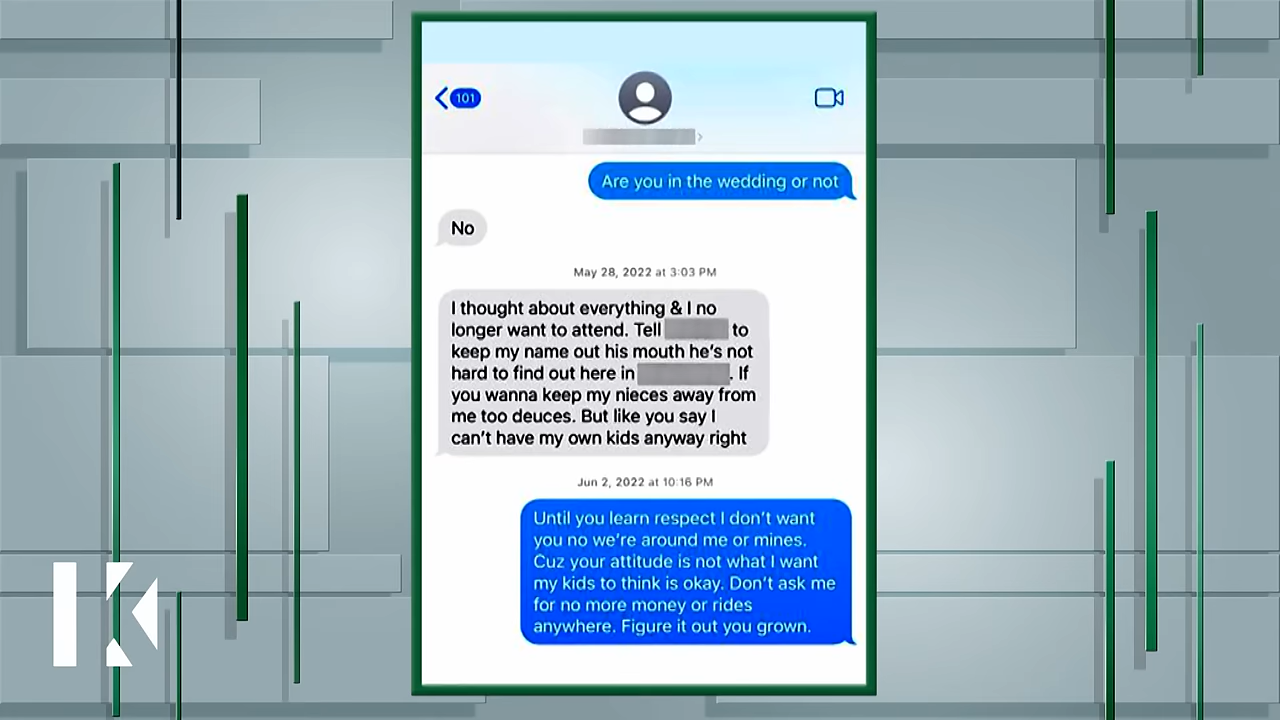 101
Are you in the wedding or not
No
May 28, 2022 at 3:03 PM
I thought about everything & I no
longer want to attend. Tell to
keep my name out his mouth he's not
hard to find out here in . If
you wanna keep my nieces away from
me too deuces. But like you say I
can't have my own kids anyway right
Jun 2, 2022 at 10:16 PM
Until you learn respect I don't want
you no we're around me or mines.
Cuz your attitude is not what I want
my kids to think is okay. Don't ask me
for no more money or rides
anywhere. Figure it out you grown.
K